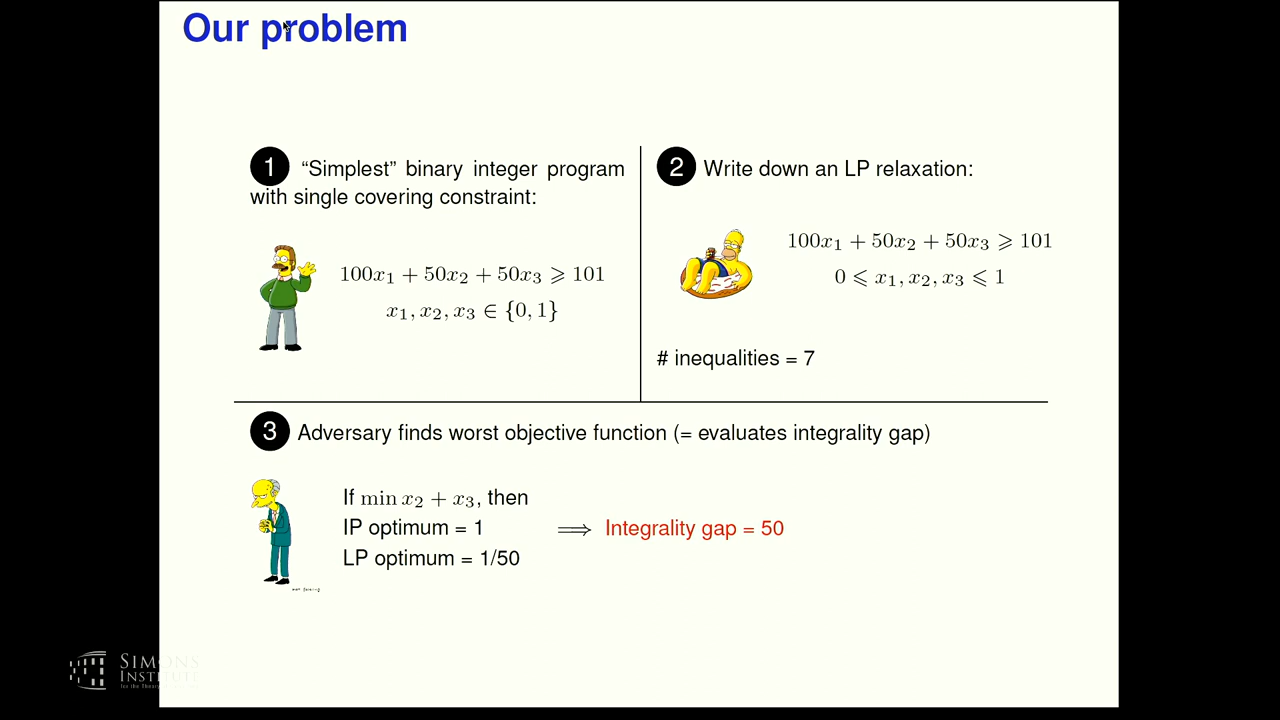 Our problem
1 “Simplest” binary integer program
with single covering constraint:
100x₁ + 50x₂ + 50x₃ ⩾ 101
x₁, x₂, x₃ ∈ {0, 1}
2 Write down an LP relaxation:
100x₁ + 50x₂ + 50x₃ ⩾ 101
0 ⩽ x₁, x₂, x₃ ⩽ 1
# inequalities = 7
3 Adversary finds worst objective function (= evaluates integrality gap)
If min x₂ + x₃, then
IP optimum = 1
⟹ Integrality gap = 50
LP optimum = 1/50
SIMONS
INSTITUTE